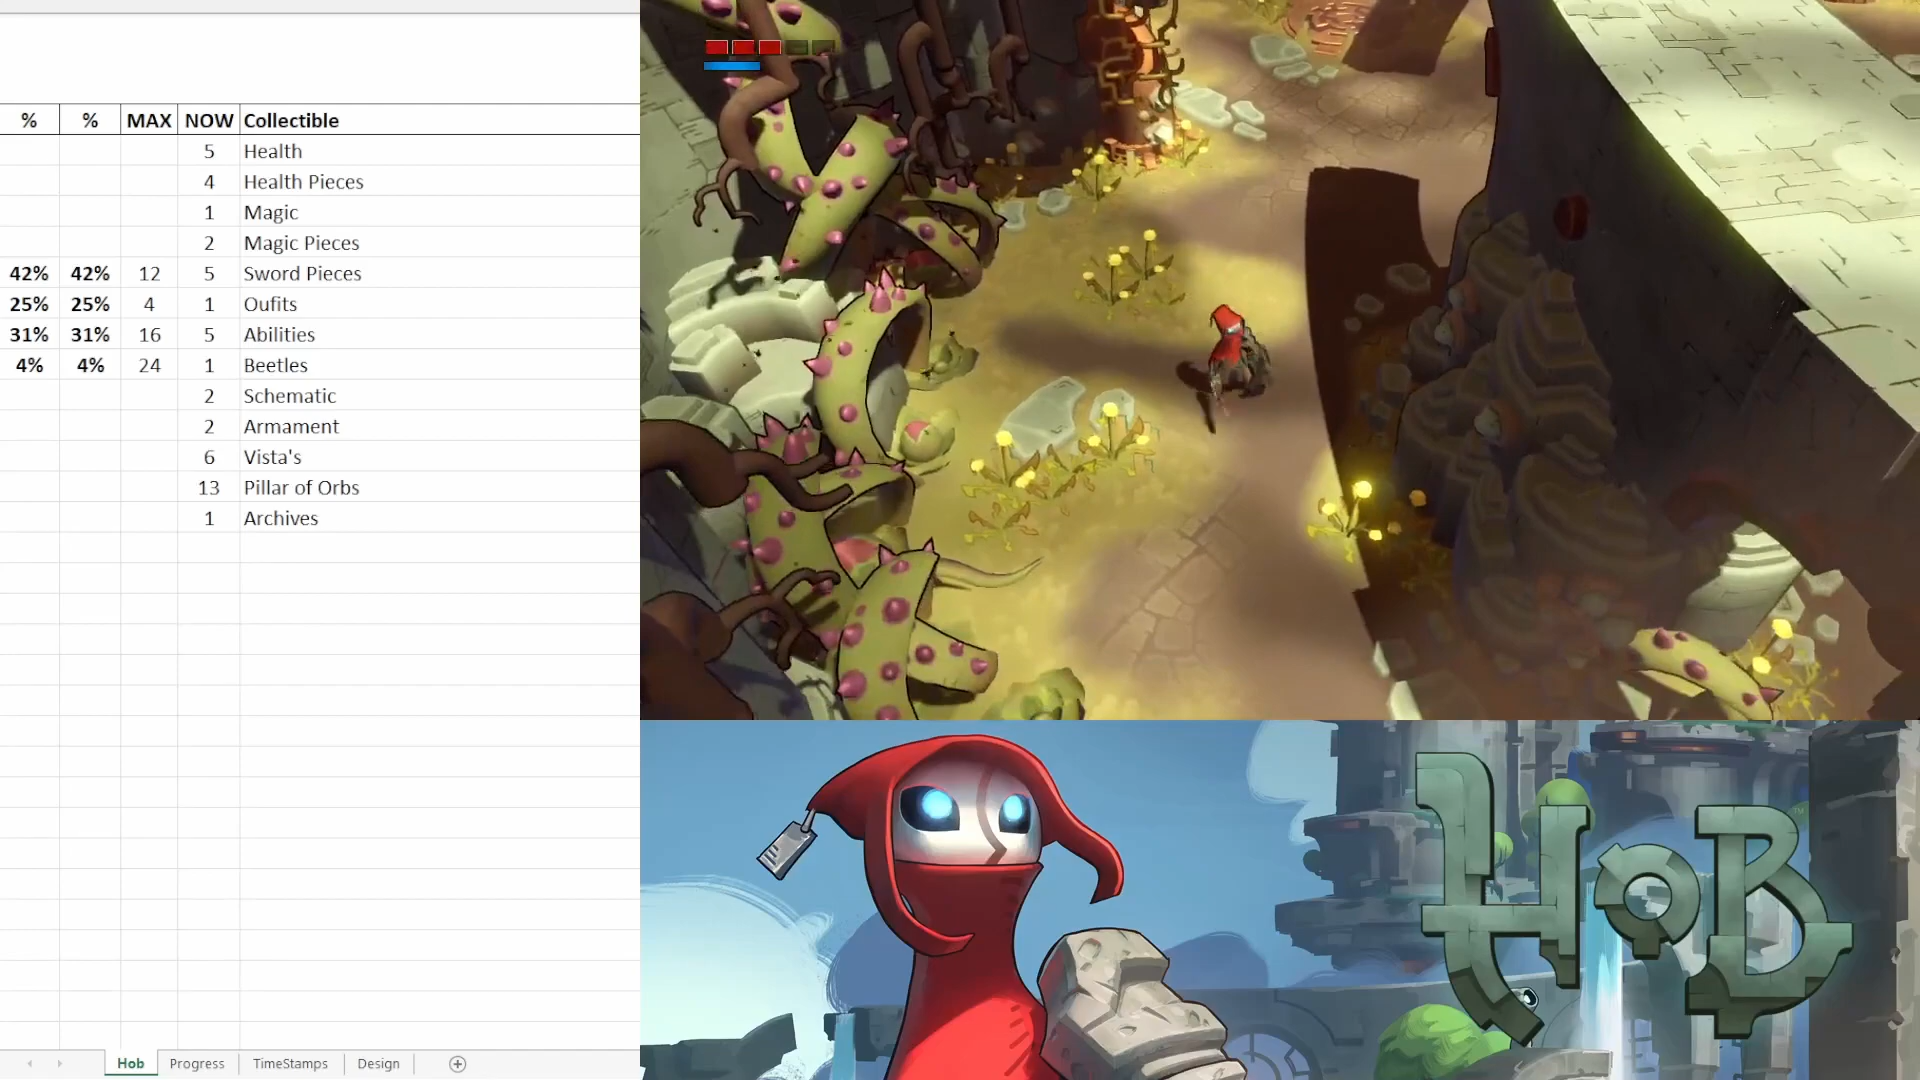 % % MAX NOW Collectible
5 Health
4 Health Pieces
1 Magic
2 Magic Pieces
42% 42% 12 5 Sword Pieces
25% 25% 4 1 Oufits
31% 31% 16 5 Abilities
4% 4% 24 1 Beetles
2 Schematic
2 Armament
6 Vista's
13 Pillar of Orbs
1 Archives
Hob Progress TimeStamps Design
HOB
TM